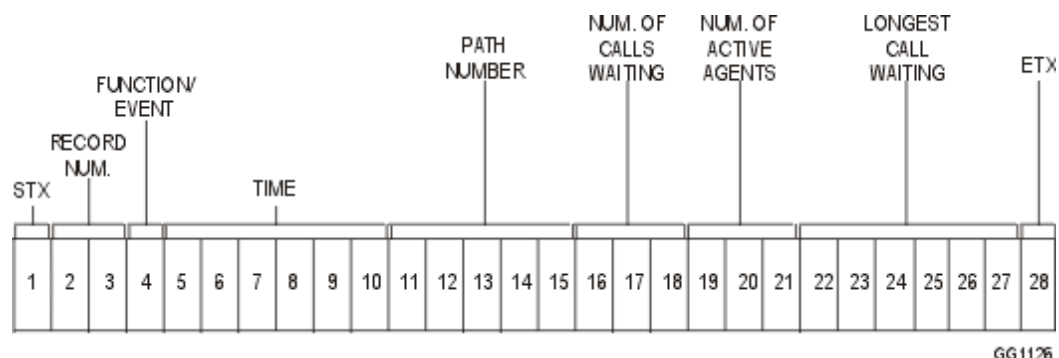 NUM. OF
CALLS
WAITING
NUM. OF
ACTIVE
AGENTS
LONGEST
CALL
WAITING
PATH
NUMBER
ETX
FUNCTION/
EVENT
RECORD
NUM.
STX
TIME
1 2 3 4 5 6 7 8 9 10 11 12 13 14 15 16 17 18 19 20 21 22 23 24 25 26 27 28
GG1126